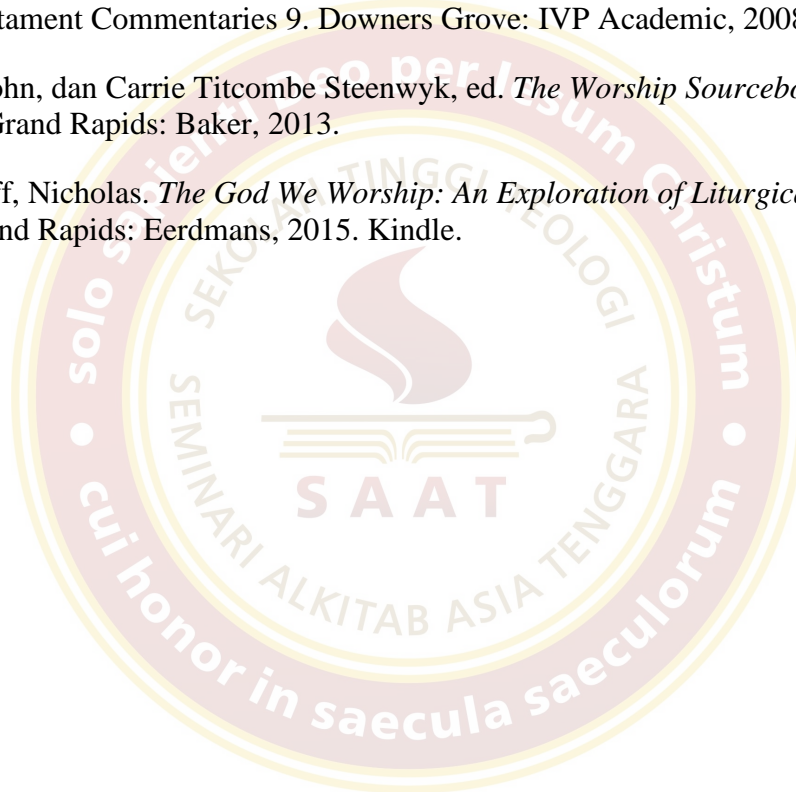 tament Commentaries 9. Downers Grove: IVP Academic, 2008
ohn, dan Carrie Titcombe Steenwyk, ed. The Worship Sourcebo
Grand Rapids: Baker, 2013.
ff, Nicholas. The God We Worship: An Exploration of Liturgica
nd Rapids: Eerdmans, 2015. Kindle.
solo sapienti Deo per Iesum Christum
SEKOLAH TINGGI TEOLOGI
SAAT
SEMINARI ALKITAB ASIA TENGGARA
cui honor in saecula saeculorum